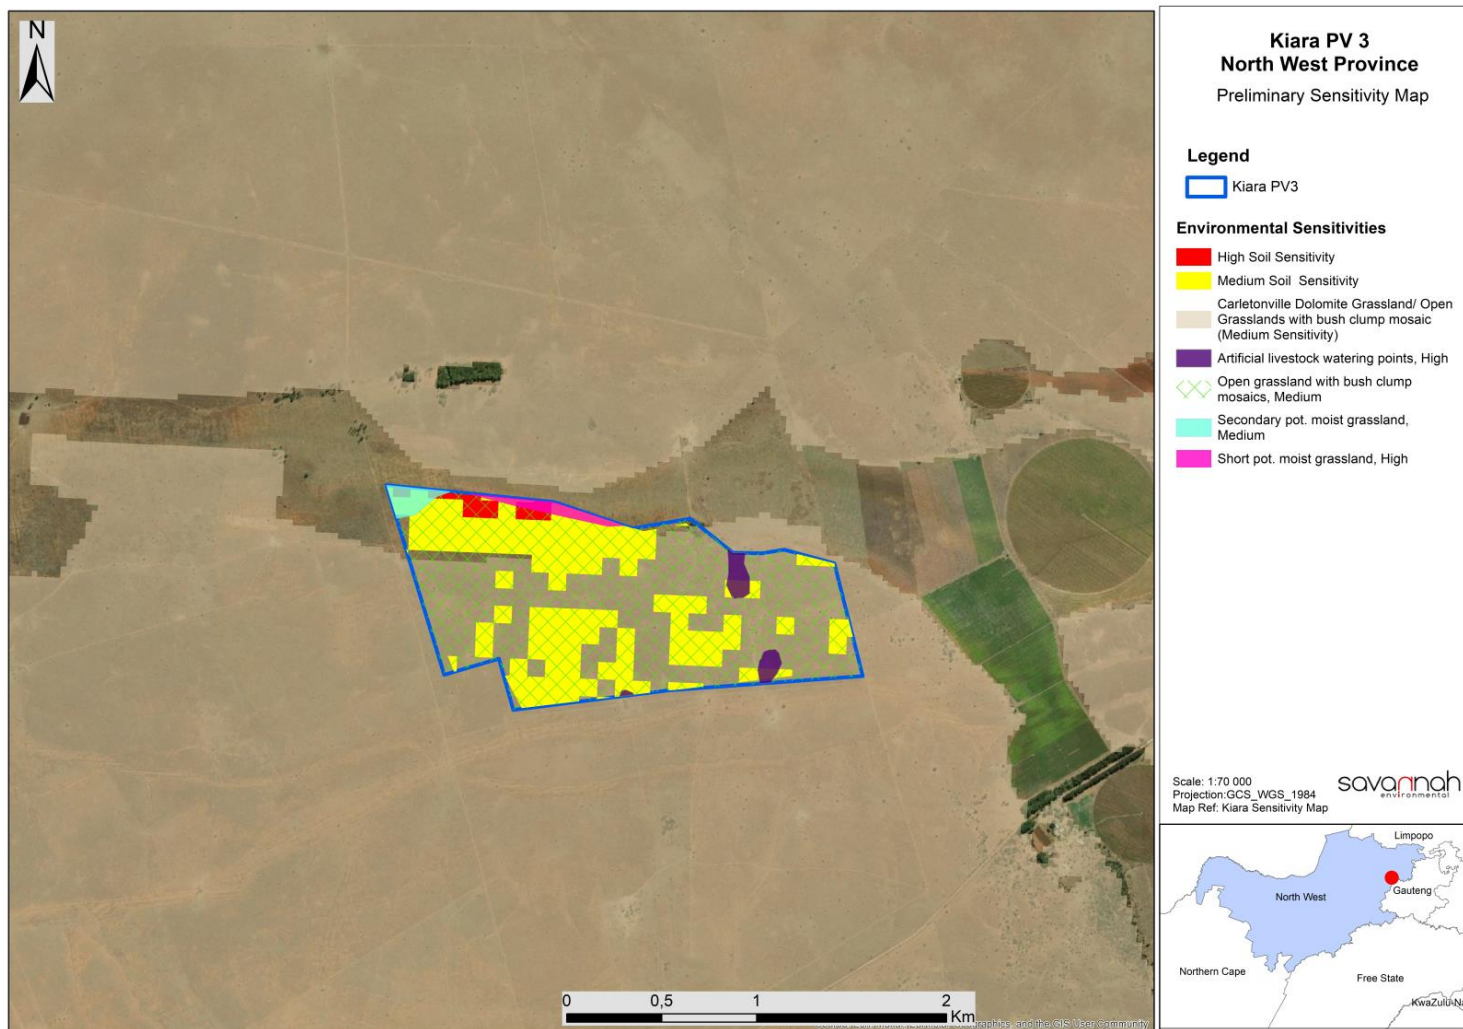 N
Kiara PV 3
North West Province
Preliminary Sensitivity Map
Legend
Kiara PV3
Environmental Sensitivities
High Soil Sensitivity
Medium Soil Sensitivity
Carletonville Dolomite Grassland/ Open
Grasslands with bush clump mosaic
(Medium Sensitivity)
Artificial livestock watering points, High
Open grassland with bush clump
mosaics, Medium
Secondary pot. moist grassland,
Medium
Short pot. moist grassland, High
Scale: 1:70 000
Projection:GCS_WGS_1984
Map Ref: Kiara Sensitivity Map
savannah
environmental
Limpopo
North West
Gauteng
Northern Cape
Free State
KwaZulu-Na
0 0,5 1 2
Km
and the GIS User Community